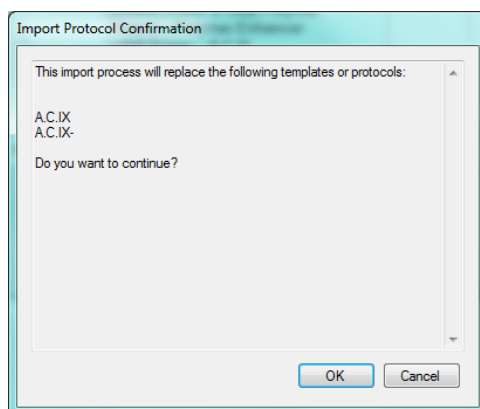 Import Protocol Confirmation
This import process will replace the following templates or protocols:
A.C.IX
A.C.IX-
Do you want to continue?
OK
Cancel